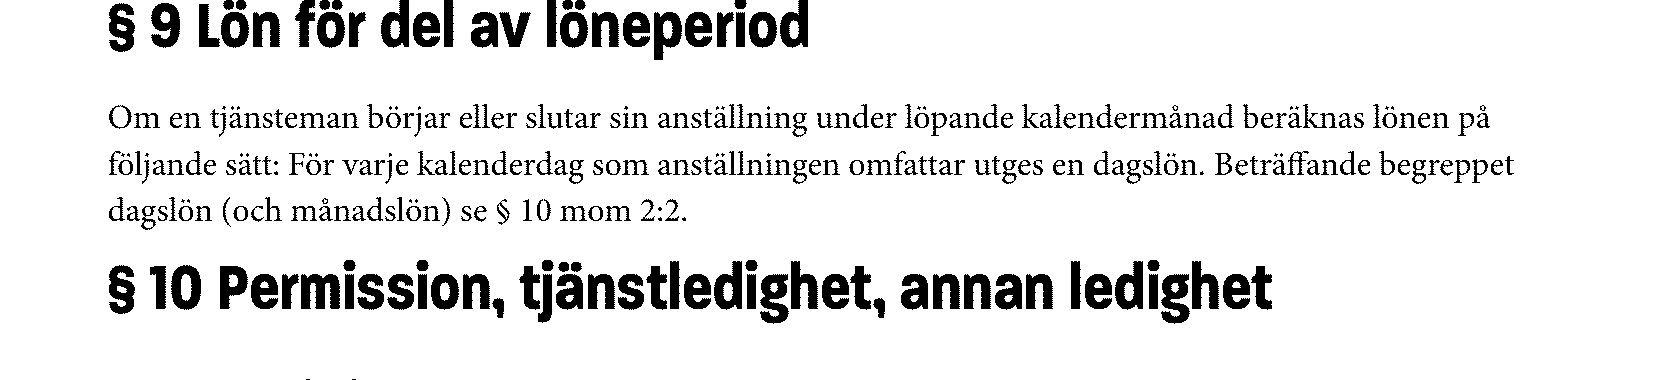 § 9 Lön för del av löneperiod
Om en tjänsteman börjar eller slutar sin anställning under löpande kalendermånad beräknas lönen på
följande sätt: För varje kalenderdag som anställningen omfattar utges en dagslön. Beträffande begreppet
dagslön (och månadslön) se § 10 mom 2:2.
§ 10 Permission, tjänstledighet, annan ledighet